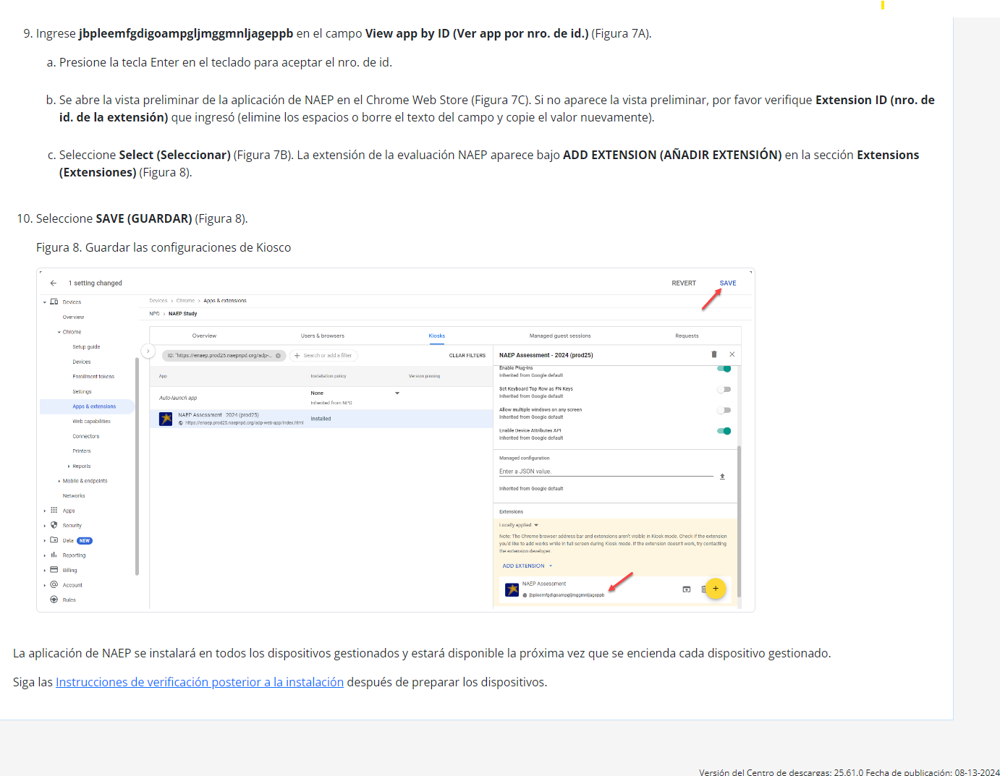 9. Ingrese jbpleemfgdigoampgljmggmnljageppb en el campo View app by ID (Ver app por nro. de id.) (Figura 7A).
a. Presione la tecla Enter en el teclado para aceptar el nro. de id.
b. Se abre la vista preliminar de la aplicación de NAEP en el Chrome Web Store (Figura 7C). Si no aparece la vista preliminar, por favor verifique Extension ID (nro. de
id. de la extensión) que ingresó (elimine los espacios o borre el texto del campo y copie el valor nuevamente).
c. Seleccione Select (Seleccionar) (Figura 7B). La extensión de la evaluación NAEP aparece bajo ADD EXTENSION (AÑADIR EXTENSIÓN) en la sección Extensions
(Extensiones) (Figura 8).
10. Seleccione SAVE (GUARDAR) (Figura 8).
Figura 8. Guardar las configuraciones de Kiosco
1 setting changed
REVERT
SAVE
Devices
Overview
Chrome
Setup guide
Devices
Enrollment tokens
Settings
Apps & extensions
Web capabilities
Connectors
Printers
Reports
Mobile & endpoints
Networks
Apps
Security
Data NEW
Reporting
Billing
Account
Rules
Devices > Chrome > Apps & extensions
NPD > NAEP Study
Overview
Users & browsers
Kiosks
Managed guest sessions
Requests
ID: "https://enaep.prod25.naepnpd.org/adp-...
+ Search or add a filter
CLEAR FILTERS
App
Installation policy
Version pinning
Auto-launch app
None
Inherited from NPD
NAEP Assessment - 2024 (prod25)
https://enaep.prod25.naepnpd.org/adp-web-app/index.html
Installed
NAEP Assessment - 2024 (prod25)
Enable Plug-ins
Inherited from Google default
Set Keyboard Top Row as FN Keys
Inherited from Google default
Allow multiple windows on any screen
Inherited from Google default
Enable Device Attributes API
Inherited from Google default
Managed configuration
Enter a JSON value.
Inherited from Google default
Extensions
Locally applied
Note: The Chrome browser address bar and extensions aren't visible in Kiosk mode. Check if the extension
you'd like to add works while in full screen during Kiosk mode. If the extension doesn't work, try contacting
the extension developer.
ADD EXTENSION
NAEP Assessment
jbpleemfgdigoampgljmggmnljageppb
+
La aplicación de NAEP se instalará en todos los dispositivos gestionados y estará disponible la próxima vez que se encienda cada dispositivo gestionado.
Siga las Instrucciones de verificación posterior a la instalación después de preparar los dispositivos.
Versión del Centro de descargas: 25.61.0 Fecha de publicación: 08-13-2024